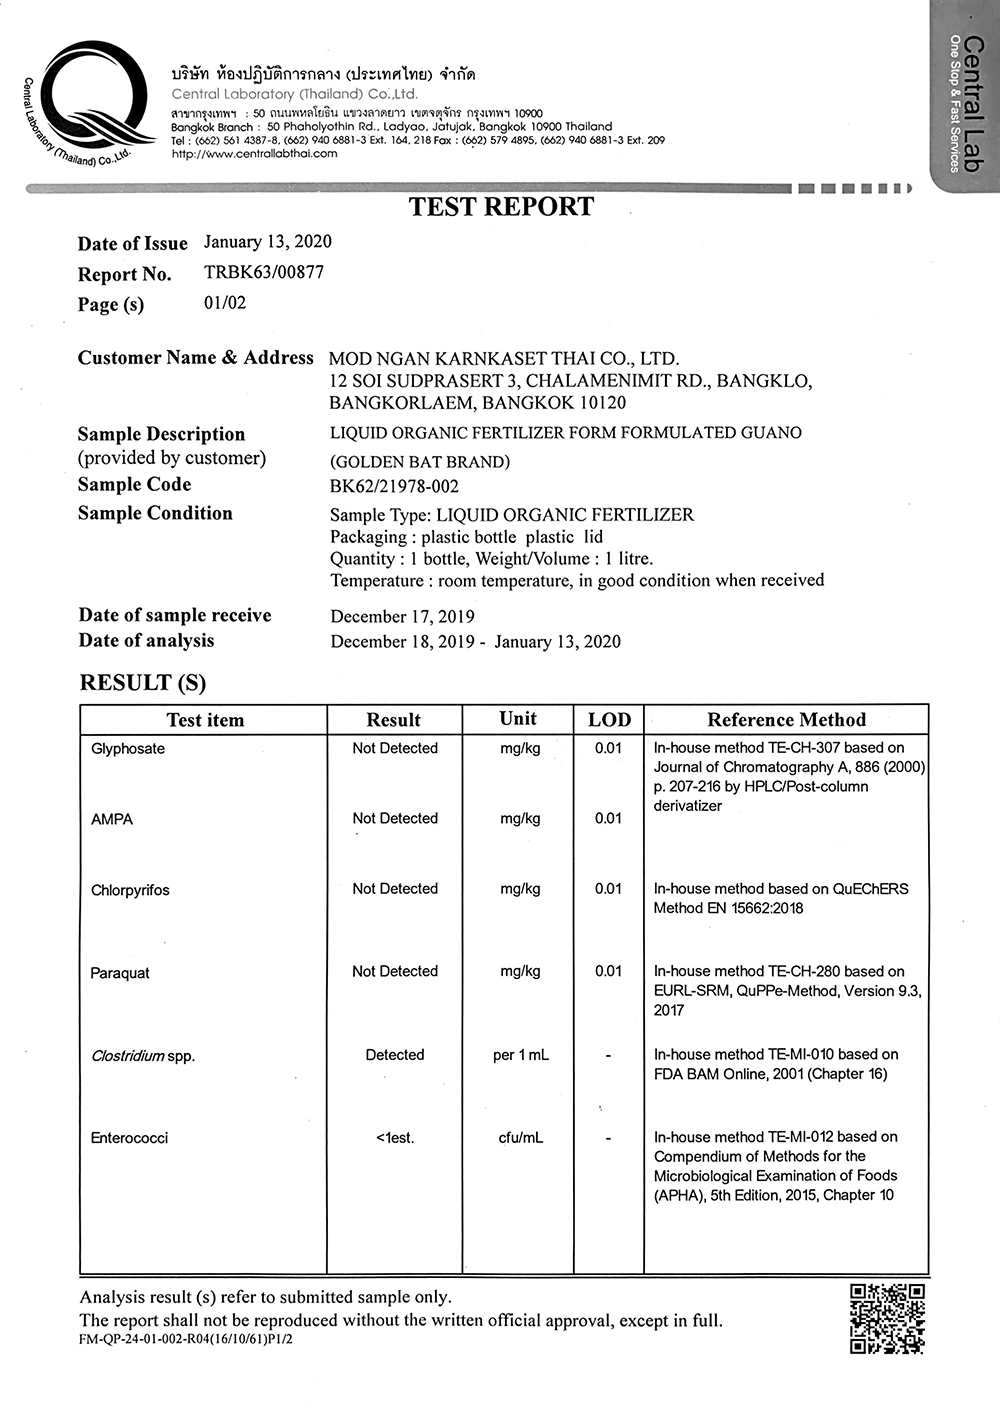 Central Laboratory (Thailand) Co.,Ltd.
บริษัท ห้องปฏิบัติการกลาง (ประเทศไทย) จำกัด
Central Laboratory (Thailand) Co.,Ltd.
สาขากรุงเทพฯ : 50 ถนนพหลโยธิน แขวงลาดยาว เขตจตุจักร กรุงเทพฯ 10900
Bangkok Branch : 50 Phaholyothin Rd., Ladyao, Jatujak, Bangkok 10900 Thailand
Tel : (662) 561 4387-8, (662) 940 6881-3 Ext. 164, 218 Fax : (662) 579 4895, (662) 940 6881-3 Ext. 209
http://www.centrallabthai.com
Central Lab
One Stop & Fast Services
TEST REPORT
Date of Issue January 13, 2020
Report No. TRBK63/00877
Page (s) 01/02
Customer Name & Address MOD NGAN KARNKASET THAI CO., LTD.
12 SOI SUDPRASERT 3, CHALAMENIMIT RD., BANGKLO,
BANGKORLAEM, BANGKOK 10120
Sample Description LIQUID ORGANIC FERTILIZER FORM FORMULATED GUANO
(provided by customer) (GOLDEN BAT BRAND)
Sample Code BK62/21978-002
Sample Condition Sample Type: LIQUID ORGANIC FERTILIZER
Packaging : plastic bottle plastic lid
Quantity : 1 bottle, Weight/Volume : 1 litre.
Temperature : room temperature, in good condition when received
Date of sample receive December 17, 2019
Date of analysis December 18, 2019 - January 13, 2020
RESULT (S)
Test item Result Unit LOD Reference Method
Glyphosate Not Detected mg/kg 0.01 In-house method TE-CH-307 based on
Journal of Chromatography A, 886 (2000)
p. 207-216 by HPLC/Post-column
derivatizer
AMPA Not Detected mg/kg 0.01
Chlorpyrifos Not Detected mg/kg 0.01 In-house method based on QuEChERS
Method EN 15662:2018
Paraquat Not Detected mg/kg 0.01 In-house method TE-CH-280 based on
EURL-SRM, QuPPe-Method, Version 9.3,
2017
Clostridium spp. Detected per 1 mL - In-house method TE-MI-010 based on
FDA BAM Online, 2001 (Chapter 16)
Enterococci <1est. cfu/mL - In-house method TE-MI-012 based on
Compendium of Methods for the
Microbiological Examination of Foods
(APHA), 5th Edition, 2015, Chapter 10
Analysis result (s) refer to submitted sample only.
The report shall not be reproduced without the written official approval, except in full.
FM-QP-24-01-002-R04(16/10/61)P1/2